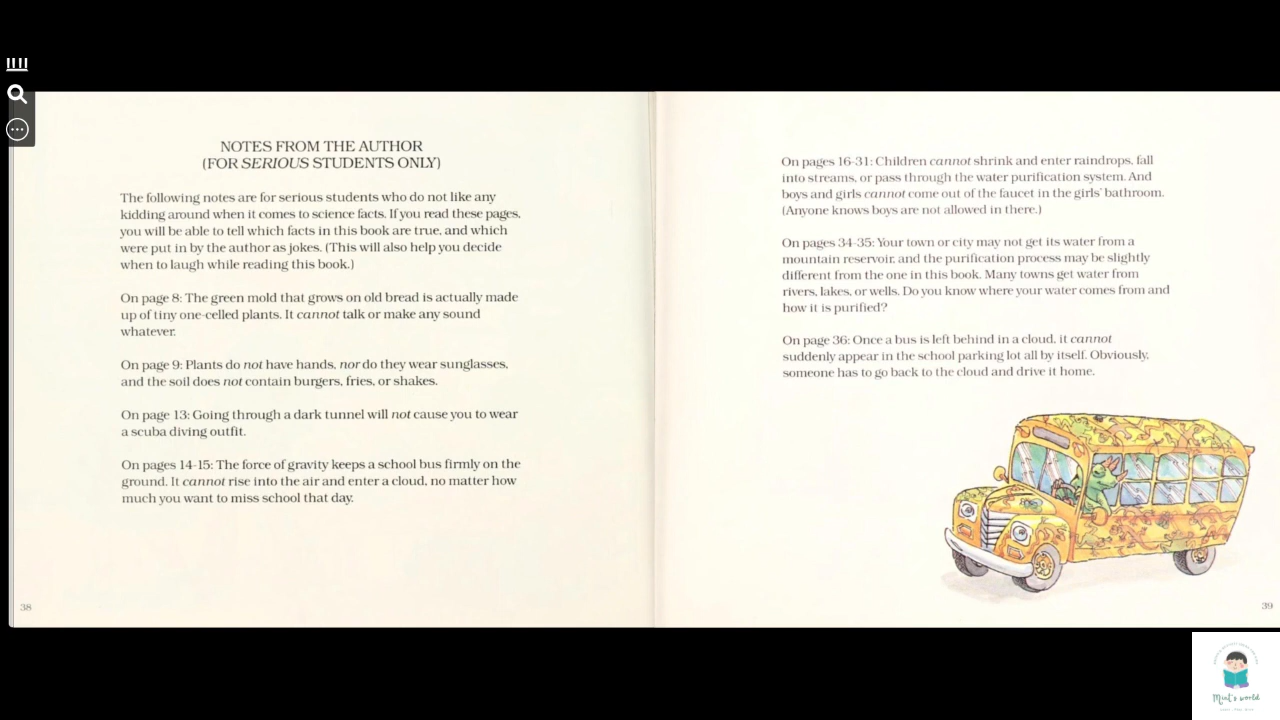 NOTES FROM THE AUTHOR
(FOR SERIOUS STUDENTS ONLY)
The following notes are for serious students who do not like any
kidding around when it comes to science facts. If you read these pages,
you will be able to tell which facts in this book are true, and which
were put in by the author as jokes. (This will also help you decide
when to laugh while reading this book.)
On page 8: The green mold that grows on old bread is actually made
up of tiny one-celled plants. It cannot talk or make any sound
whatever.
On page 9: Plants do not have hands, nor do they wear sunglasses,
and the soil does not contain burgers, fries, or shakes.
On page 13: Going through a dark tunnel will not cause you to wear
a scuba diving outfit.
On pages 14-15: The force of gravity keeps a school bus firmly on the
ground. It cannot rise into the air and enter a cloud, no matter how
much you want to miss school that day.
38
On pages 16-31: Children cannot shrink and enter raindrops, fall
into streams, or pass through the water purification system. And
boys and girls cannot come out of the faucet in the girls' bathroom.
(Anyone knows boys are not allowed in there.)
On pages 34-35: Your town or city may not get its water from a
mountain reservoir, and the purification process may be slightly
different from the one in this book. Many towns get water from
rivers, lakes, or wells. Do you know where your water comes from and
how it is purified?
On page 36: Once a bus is left behind in a cloud, it cannot
suddenly appear in the school parking lot all by itself. Obviously,
someone has to go back to the cloud and drive it home.
39
Mint's world